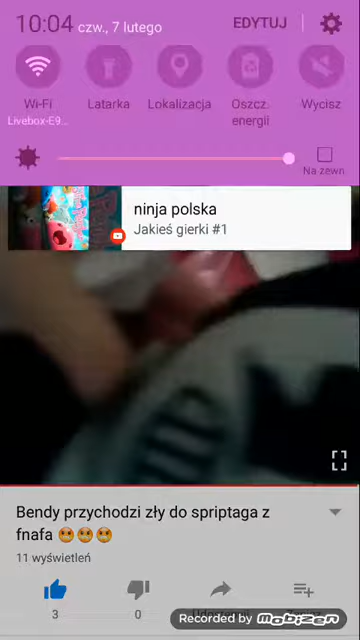 10:04 czw., 7 lutego EDYTUJ
Wi-Fi Latarka Lokalizacja Oszcz. energii Wycisz
Livebox-E9...
Na zewn.
ninja polska
Jakieś gierki #1
Bendy przychodzi zły do spriptaga z
fnafa 😬😬😬
11 wyświetleń
3 0 Udostępnij
Recorded by Mobizen